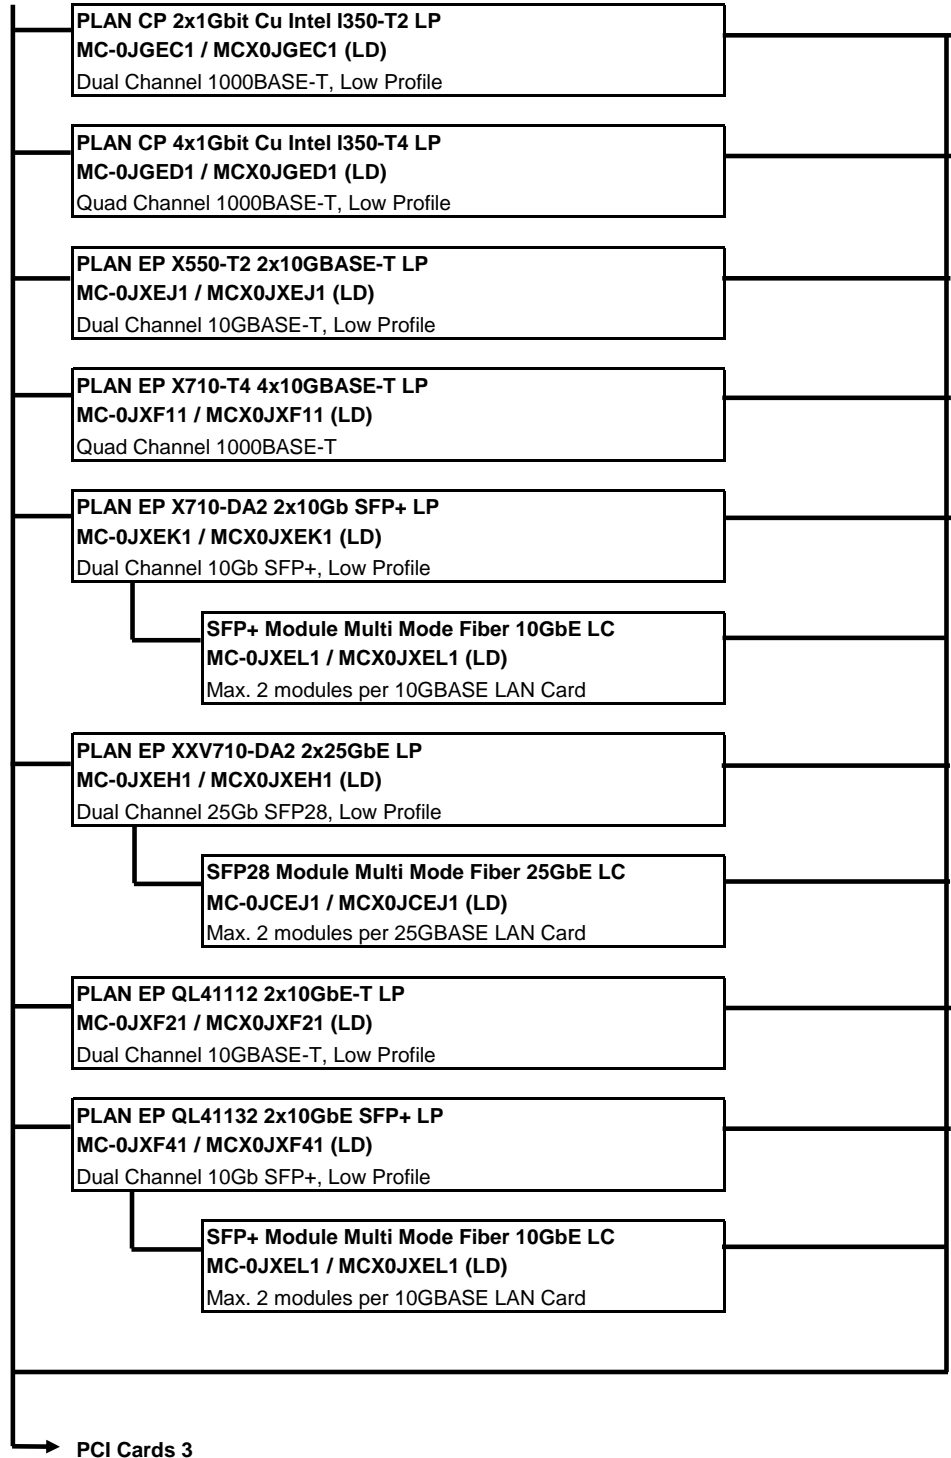 PLAN CP 2x1Gbit Cu Intel I350-T2 LP
MC-0JGEC1 / MCX0JGEC1 (LD)
Dual Channel 1000BASE-T, Low Profile
PLAN CP 4x1Gbit Cu Intel I350-T4 LP
MC-0JGED1 / MCX0JGED1 (LD)
Quad Channel 1000BASE-T, Low Profile
PLAN EP X550-T2 2x10GBASE-T LP
MC-0JXEJ1 / MCX0JXEJ1 (LD)
Dual Channel 10GBASE-T, Low Profile
PLAN EP X710-T4 4x10GBASE-T LP
MC-0JXF11 / MCX0JXF11 (LD)
Quad Channel 1000BASE-T
PLAN EP X710-DA2 2x10Gb SFP+ LP
MC-0JXEK1 / MCX0JXEK1 (LD)
Dual Channel 10Gb SFP+, Low Profile
SFP+ Module Multi Mode Fiber 10GbE LC
MC-0JXEL1 / MCX0JXEL1 (LD)
Max. 2 modules per 10GBASE LAN Card
PLAN EP XXV710-DA2 2x25GbE LP
MC-0JXEH1 / MCX0JXEH1 (LD)
Dual Channel 25Gb SFP28, Low Profile
SFP28 Module Multi Mode Fiber 25GbE LC
MC-0JCEJ1 / MCX0JCEJ1 (LD)
Max. 2 modules per 25GBASE LAN Card
PLAN EP QL41112 2x10GbE-T LP
MC-0JXF21 / MCX0JXF21 (LD)
Dual Channel 10GBASE-T, Low Profile
PLAN EP QL41132 2x10GbE SFP+ LP
MC-0JXF41 / MCX0JXF41 (LD)
Dual Channel 10Gb SFP+, Low Profile
SFP+ Module Multi Mode Fiber 10GbE LC
MC-0JXEL1 / MCX0JXEL1 (LD)
Max. 2 modules per 10GBASE LAN Card
PCI Cards 3